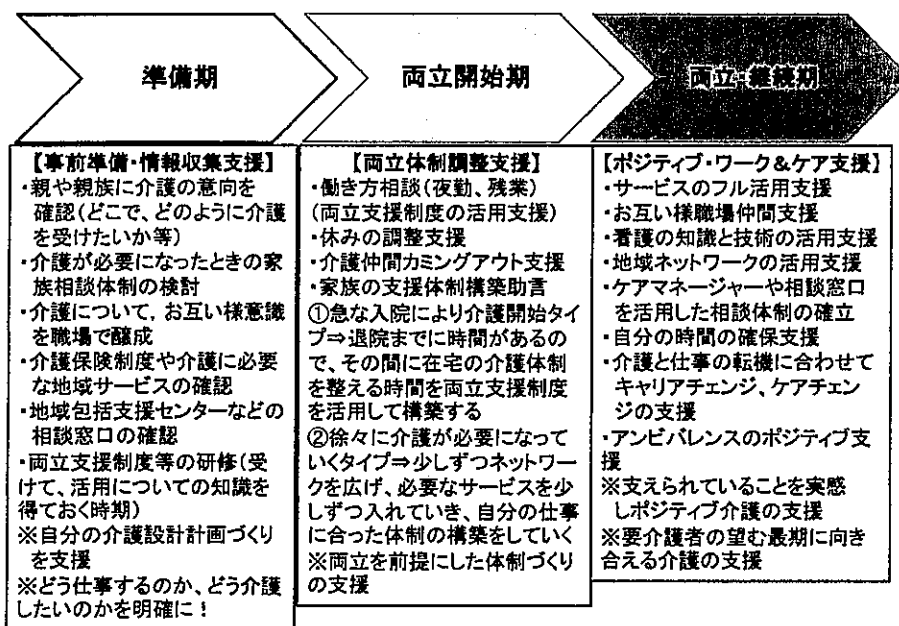 準備期
両立開始期
両立・継続期
【事前準備・情報収集支援】
・親や親族に介護の意向を
確認(どこで、どのように介護
を受けたいか等)
・介護が必要になったときの家
族相談体制の検討
・介護について、お互い様意識
を職場で醸成
・介護保険制度や介護に必要
な地域サービスの確認
・地域包括支援センターなどの
相談窓口の確認
・両立支援制度等の研修(受
けて、活用についての知識を
得ておく時期)
※自分の介護設計計画づくり
を支援
※どう仕事するのか、どう介護
したいのかを明確に!
【両立体制調整支援】
・働き方相談(夜勤、残業)
(両立支援制度の活用支援)
・休みの調整支援
・介護仲間カミングアウト支援
・家族の支援体制構築助言
①急な入院により介護開始タイ
プ⇒退院までに時間があるの
で、その間に在宅の介護体制
を整える時間を両立支援制度
を活用して構築する
②徐々に介護が必要になって
いくタイプ⇒少しずつネットワー
クを広げ、必要なサービスを少
しずつ入れていき、自分の仕事
に合った体制の構築をしていく
※両立を前提にした体制づくり
の支援
【ポジティブ・ワーク&ケア支援】
・サービスのフル活用支援
・お互い様職場仲間支援
・看護の知識と技術の活用支援
・地域ネットワークの活用支援
・ケアマネージャーや相談窓口
を活用した相談体制の確立
・自分の時間の確保支援
・介護と仕事の転機に合わせて
キャリアチェンジ、ケアチェン
ジの支援
・アンビバレンスのポジティブ支
援
※支えられていることを実感
しポジティブ介護の支援
※要介護者の望む最期に向き
合える介護の支援